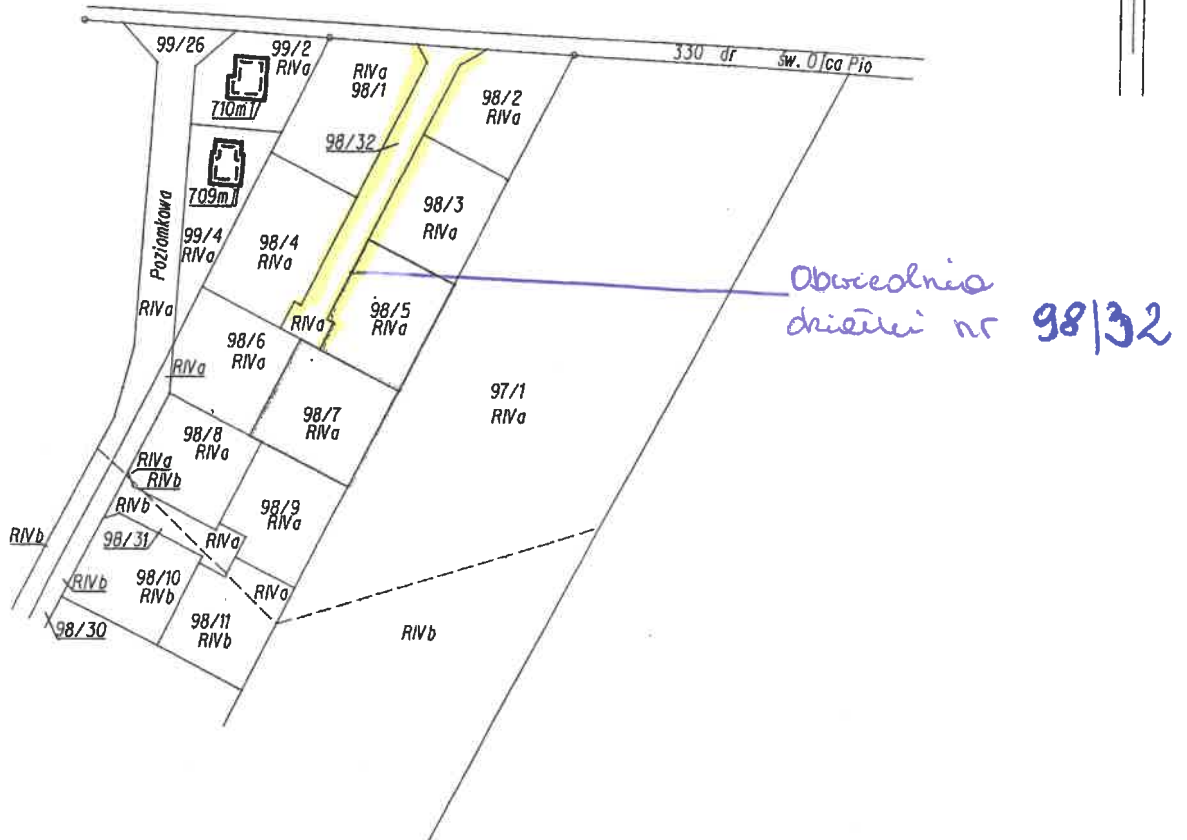 99/26
99/2
RIVa
330 dr św. Ojca Pio
RIVa
98/1
710m1
98/2
RIVa
98/32
709m1
Poziomkowa
98/3
RIVa
99/4
RIVa
98/4
RIVa
Obwiednia
działki nr 98/32
98/5
RIVa
RIVa
RIVa
98/6
RIVa
RIVa
97/1
RIVa
98/7
RIVa
98/8
RIVa
RIVa
RIVb
98/9
RIVa
RIVb
RIVb
98/31
RIVa
RIVb
98/10
RIVb
RIVa
98/11
RIVb
98/30
RIVb